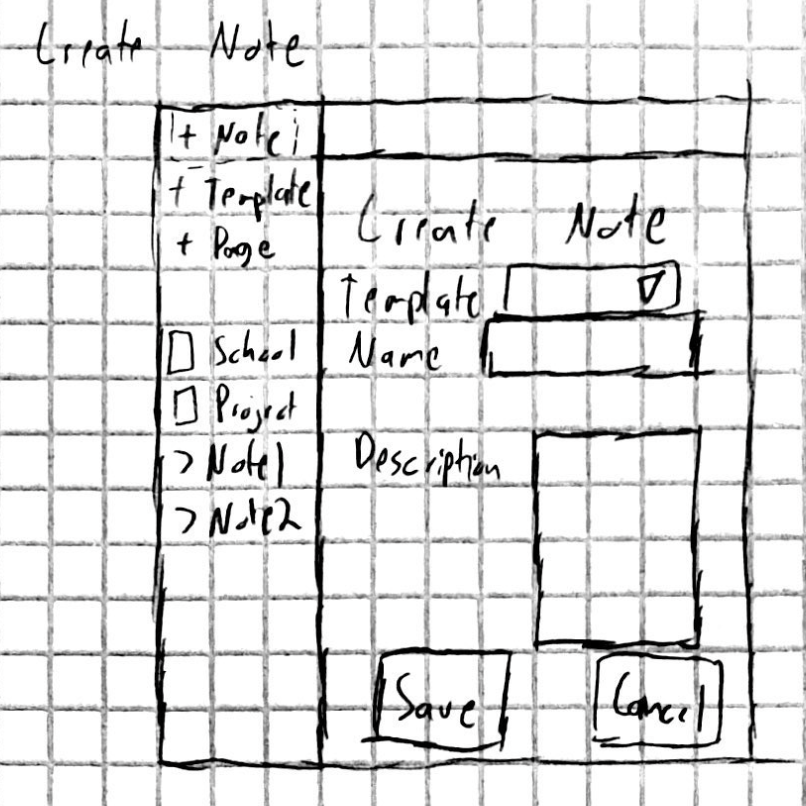 Create Note
+ Note
+ Template
+ Page
School
Project
> Note1
> Note2
Create Note
Template
Name
Description
Save
Cancel